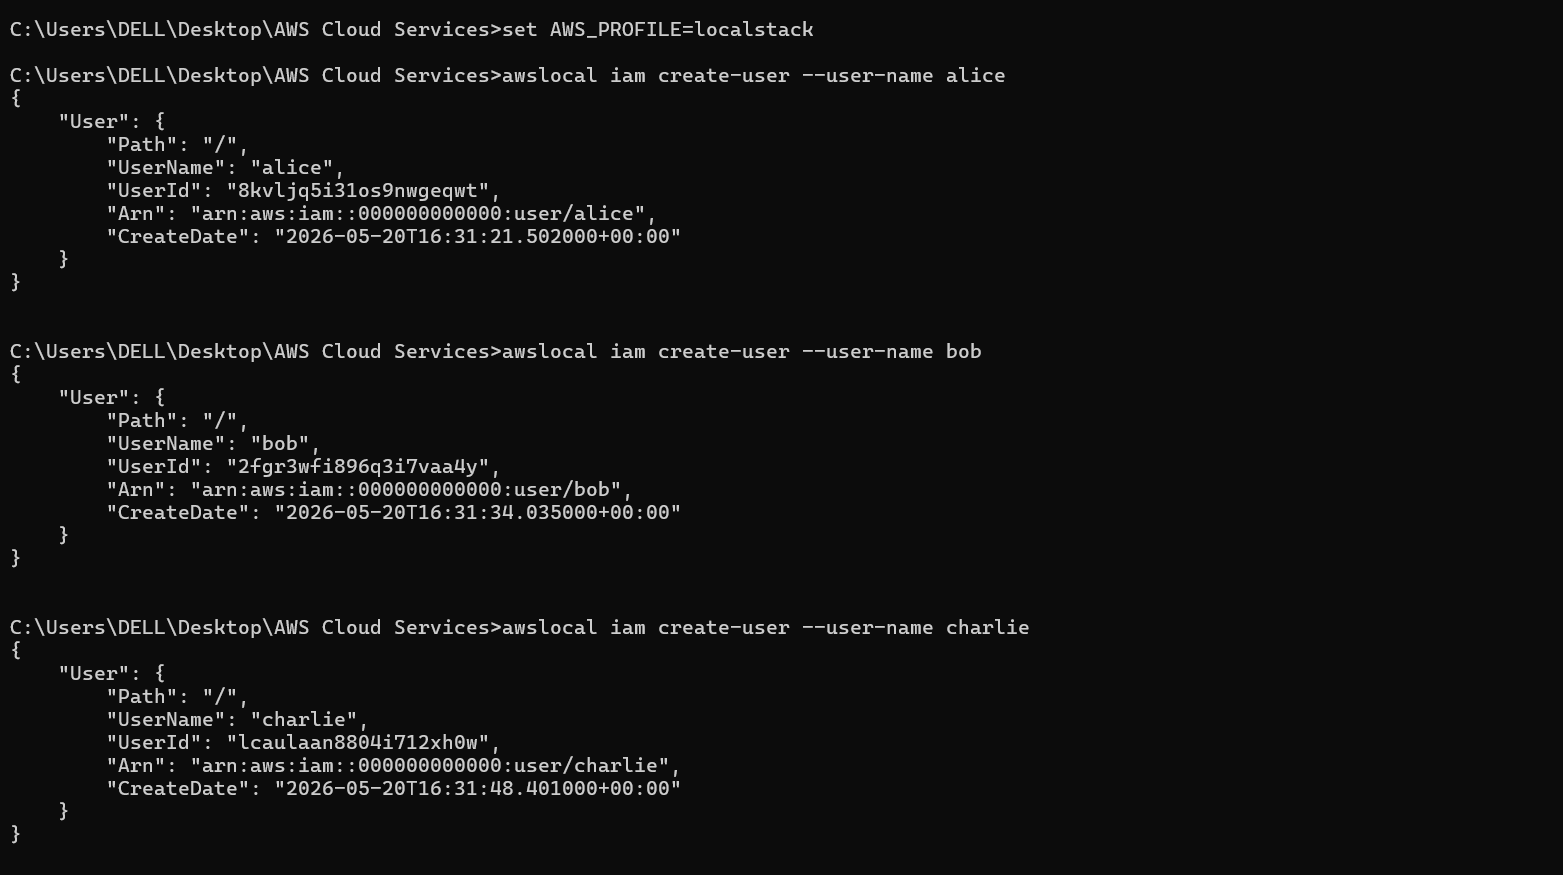 C:\Users\DELL\Desktop\AWS Cloud Services>set AWS_PROFILE=localstack
C:\Users\DELL\Desktop\AWS Cloud Services>awslocal iam create-user --user-name alice
{
    "User": {
        "Path": "/",
        "UserName": "alice",
        "UserId": "8kvljq5i31os9nwgeqwt",
        "Arn": "arn:aws:iam::000000000000:user/alice",
        "CreateDate": "2026-05-20T16:31:21.502000+00:00"
    }
}
C:\Users\DELL\Desktop\AWS Cloud Services>awslocal iam create-user --user-name bob
{
    "User": {
        "Path": "/",
        "UserName": "bob",
        "UserId": "2fgr3wfi896q3i7vaa4y",
        "Arn": "arn:aws:iam::000000000000:user/bob",
        "CreateDate": "2026-05-20T16:31:34.035000+00:00"
    }
}
C:\Users\DELL\Desktop\AWS Cloud Services>awslocal iam create-user --user-name charlie
{
    "User": {
        "Path": "/",
        "UserName": "charlie",
        "UserId": "lcaulaan8804i712xh0w",
        "Arn": "arn:aws:iam::000000000000:user/charlie",
        "CreateDate": "2026-05-20T16:31:48.401000+00:00"
    }
}